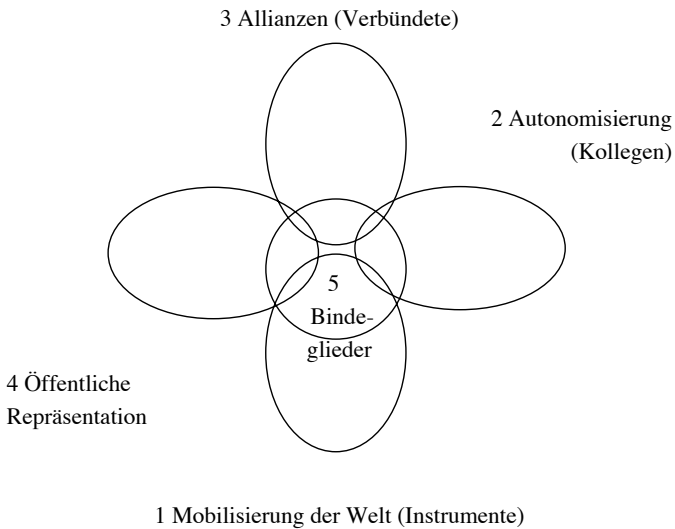 3 Allianzen (Verbündete)
2 Autonomisierung
(Kollegen)
5
Binde-
glieder
4 Öffentliche
Repräsentation
1 Mobilisierung der Welt (Instrumente)